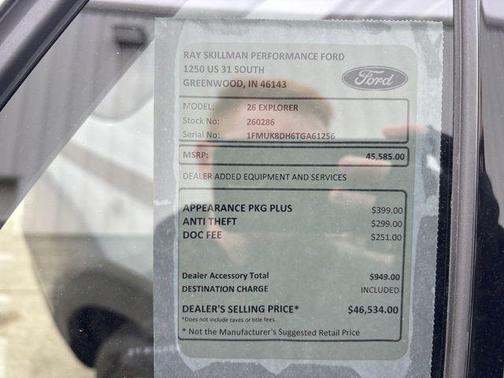 RAY SKILLMAN PERFORMANCE FORD
1250 US 31 SOUTH
GREENWOOD, IN 46143
Ford
MODEL: 26 EXPLORER
Stock No: 260286
Serial No: 1FMUK8DH6TGA61256
MSRP: 45,585.00
DEALER ADDED EQUIPMENT AND SERVICES
APPEARANCE PKG PLUS $399.00
ANTI THEFT $299.00
DOC FEE $251.00
Dealer Accessory Total $949.00
DESTINATION CHARGE INCLUDED
DEALER'S SELLING PRICE* $46,534.00
*Does not include taxes or title fees.
* Not the Manufacturer's Suggested Retail Price